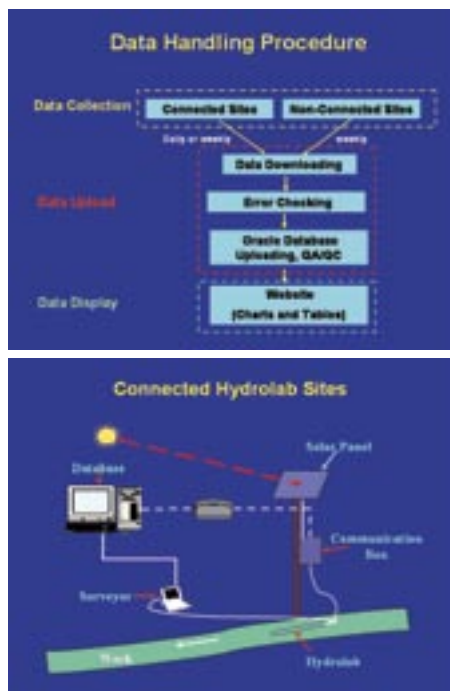 Data Handling Procedure
Data Collection
Connected Sites
Non-Connected Sites
Daily or weekly
weekly
Data Downloading
Data Upload
Error Checking
Oracle Database
Uploading, QA/QC
Data Display
Website
(Charts and Tables)
Connected Hydrolab Sites
Solar Panel
Database
Communication
Box
Surveyor
Hydrolab